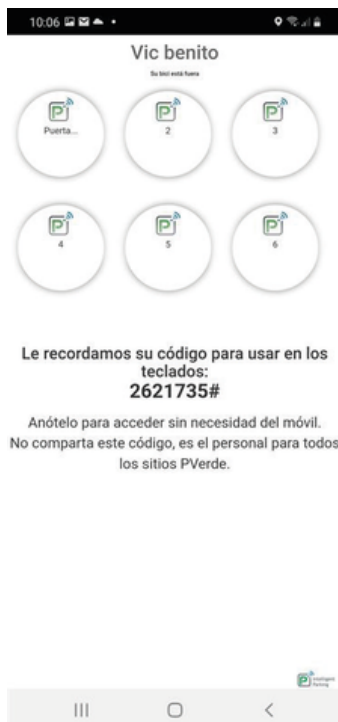 10:06
Vic benito
Su bici está fuera
P
Puerta...
P
2
P
3
P
4
P
5
P
6
Le recordamos su código para usar en los
teclados:
2621735#
Anótelo para acceder sin necesidad del móvil.
No comparta este código, es el personal para todos
los sitios PVerde.
P
Intelligent
Parking